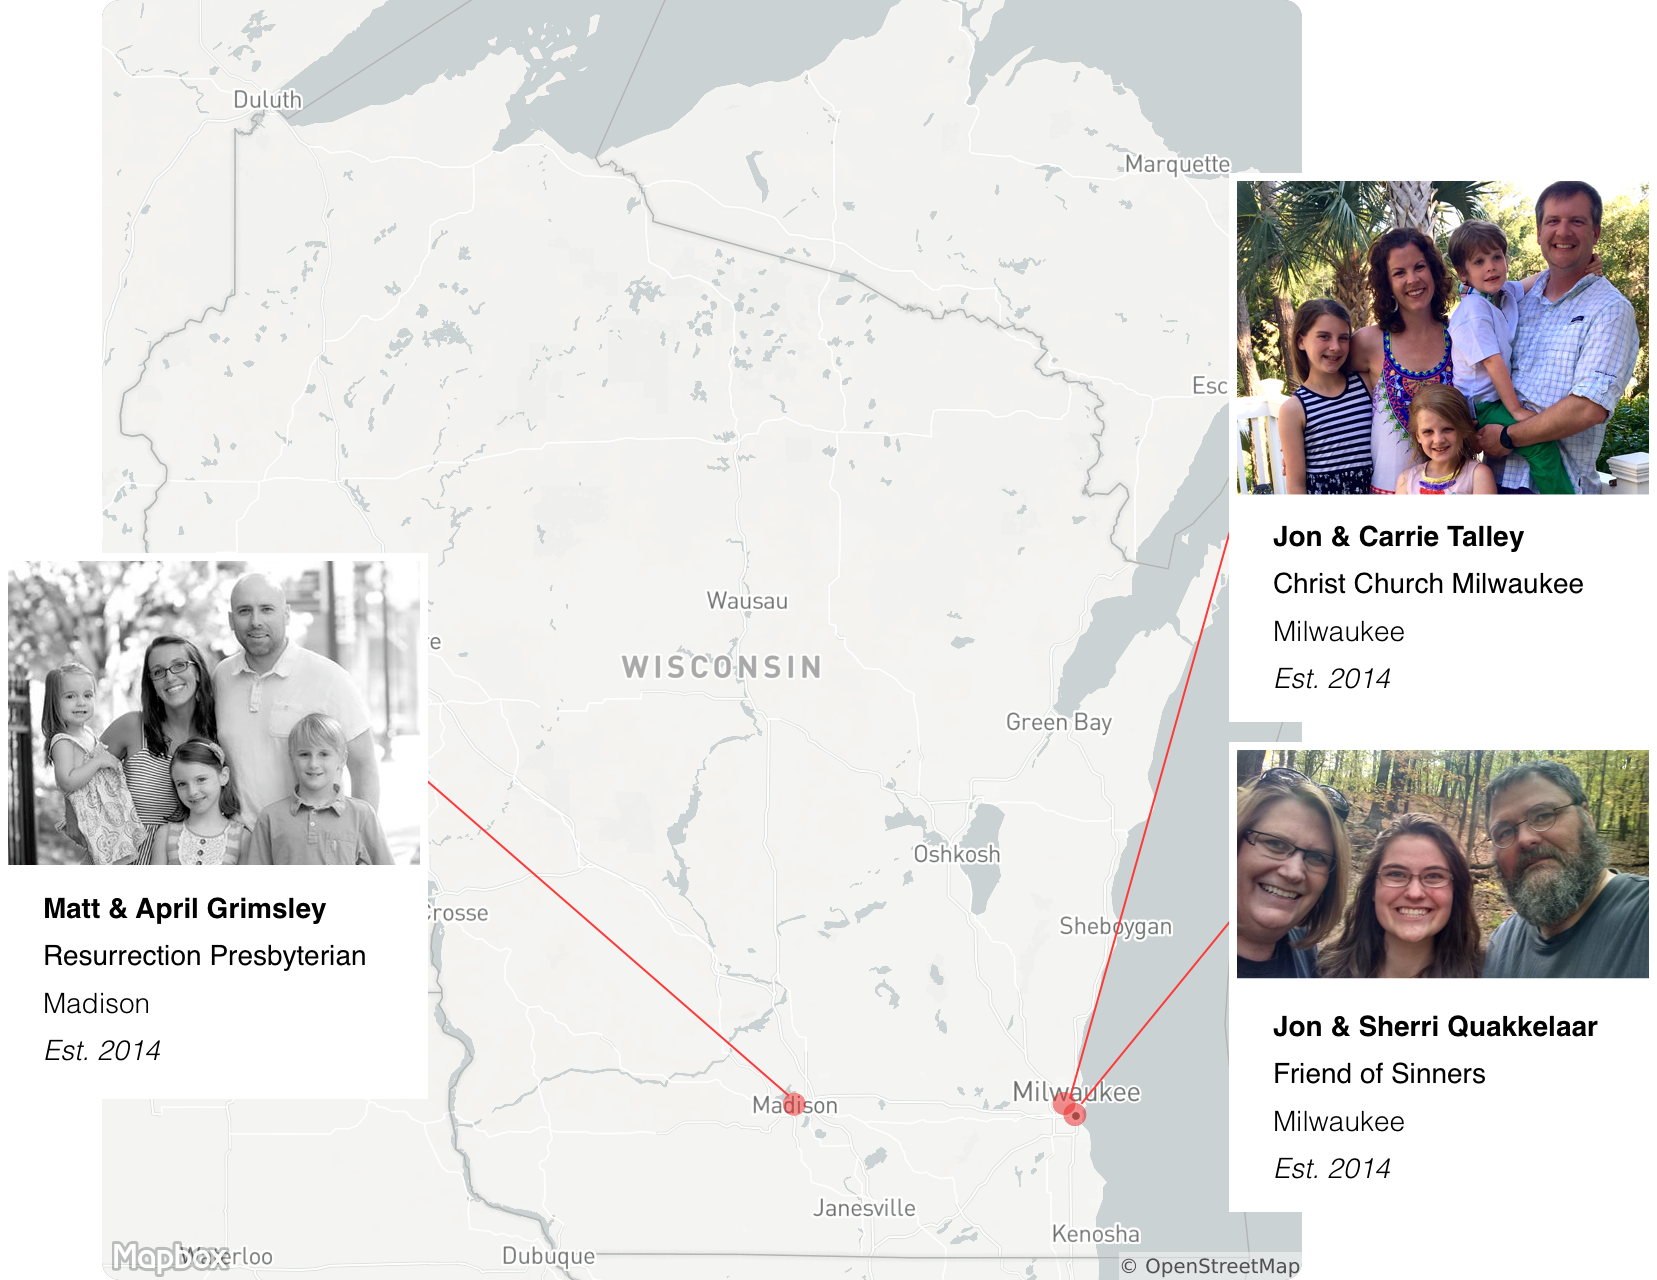 Duluth
Marquette
Esc
Jon & Carrie Talley
Christ Church Milwaukee
Milwaukee
Est. 2014
Wausau
re
WISCONSIN
Green Bay
Oshkosh
Matt & April Grimsley
Resurrection Presbyterian
Madison
Est. 2014
Crosse
Sheboygan
Jon & Sherri Quakkelaar
Friend of Sinners
Milwaukee
Est. 2014
Milwaukee
Madison
Janesville
Kenosha
Mapbox
Waterloo
Dubuque
© OpenStreetMap